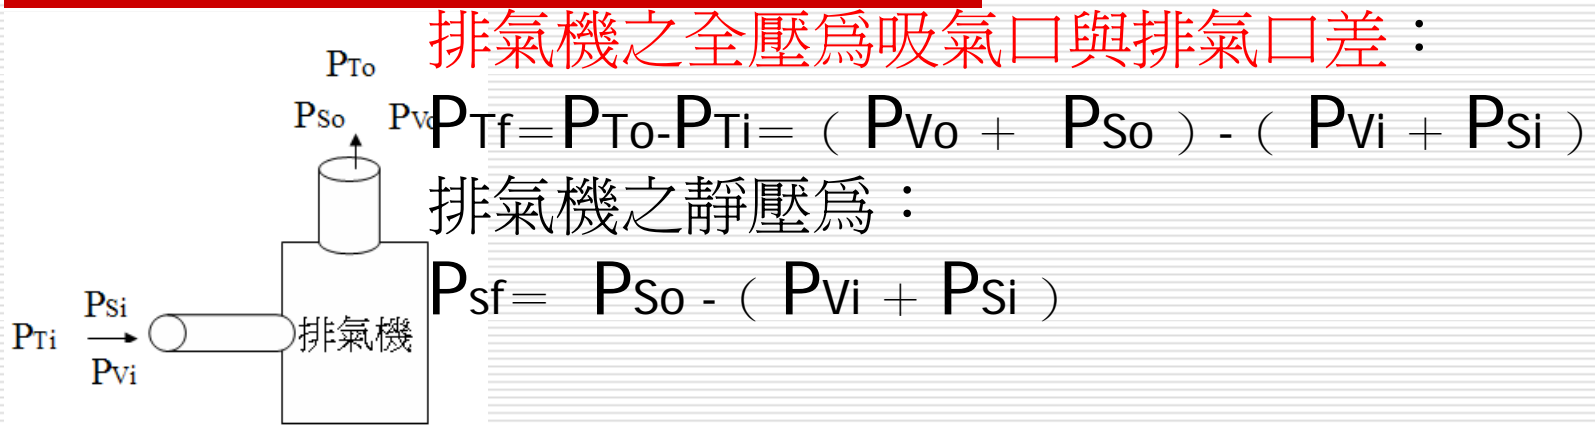 排氣機之全壓為吸氣口與排氣口差：
PTf＝PTo-PTi＝（ PVo ＋ PSo ）-（ PVi ＋ PSi ）
排氣機之靜壓為：
Psf＝ PSo -（ PVi ＋ PSi ）
PTo
PSo PVo
PSi
PTi
PVi
排氣機